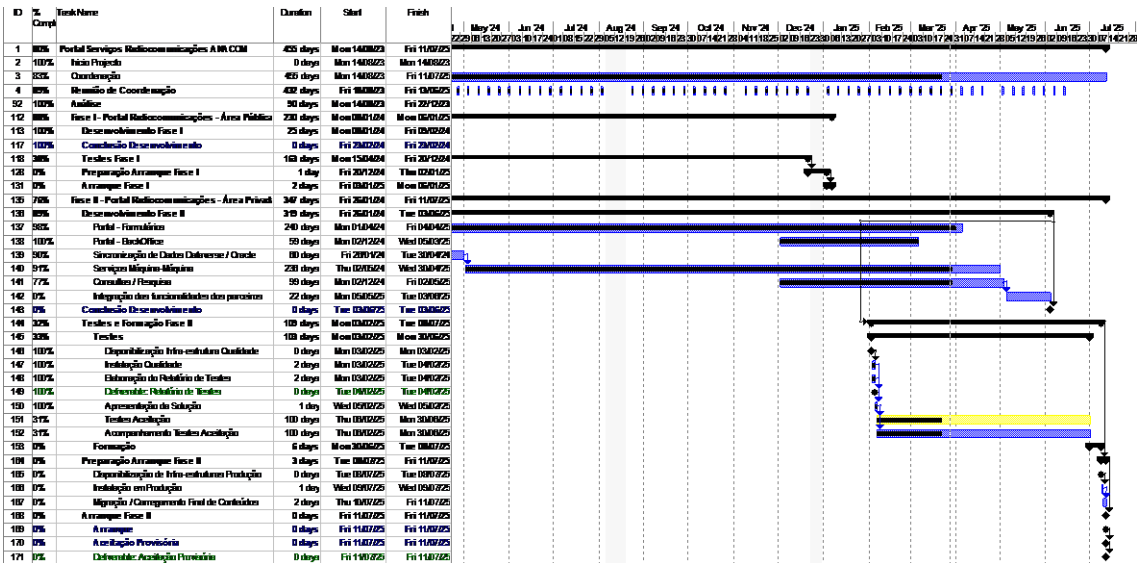 ID % Compl Task Name Duration Start Finish
May '24 Jun '24 Jul '24 Aug '24 Sep '24 Oct '24 Nov '24 Dec '24 Jan '25 Feb '25 Mar '25 Apr '25 May '25 Jun '25 Jul '25
1 80% Portal Serviços Radiocomunicações ANACOM 455 days Mon 14/08/23 Fri 11/07/25
2 100% Início Projecto 0 days Mon 14/08/23 Mon 14/08/23
3 83% Coordenação 455 days Mon 14/08/23 Fri 11/07/25
4 Reunião de Coordenação 432 days Fri
92 100% Análise 90 days Mon 14/08/23 Fri 22/12/23
112 Fase I - Portal Radiocomunicações - Área Pública 230 days Mon 08/01/24 Mon 06/01/25
113 100% Desenvolvimento Fase I 25 days Mon 08/01/24 Fri 09/02/24
117 100% Conclusão Desenvolvimento 0 days Fri 23/02/24 Fri 23/02/24
118 Testes Fase I 163 days Mon 15/04/24 Fri 20/12/24
128 0% Preparação Arranque Fase I 1 day Fri 20/12/24 Thu 02/01/25
131 0% Arranque Fase I 2 days Fri 03/01/25 Mon 06/01/25
135 76% Fase II - Portal Radiocomunicações - Área Privada 347 days Fri 26/01/24 Fri 11/07/25
136 Desenvolvimento Fase II 319 days Fri 26/01/24 Tue 03/06/25
137 98% Portal - Formulários 240 days Mon 01/04/24 Fri 04/04/25
138 100% Portal - BackOffice 59 days Mon 02/12/24 Wed 05/03/25
139 90% Sincronização de Dados Dataverse / Oracle 80 days Fri 26/01/24 Tue 30/04/24
140 91% Serviços Máquina-Máquina 238 days Thu 02/05/24 Wed 30/04/25
141 77% Consultas / Pesquisa 99 days Mon 02/12/24 Fri 02/05/25
142 0% Integração das funcionalidades dos parceiros 22 days Mon 05/05/25 Tue 03/06/25
143 0% Conclusão Desenvolvimento 0 days Tue 03/06/25 Tue 03/06/25
144 32% Testes e Formação Fase II 109 days Mon 03/02/25 Tue 08/07/25
145 33% Testes 103 days Mon 03/02/25 Mon 30/06/25
146 100% Disponibilização Infra-estrutura Qualidade 0 days Mon 03/02/25 Mon 03/02/25
147 100% Instalação Qualidade 2 days Mon 03/02/25 Tue 04/02/25
148 100% Elaboração do Relatório de Testes 2 days Mon 03/02/25 Tue 04/02/25
149 100% Deliverable: Relatório de Testes 0 days Tue 04/02/25 Tue 04/02/25
150 100% Apresentação da Solução 1 day Wed 05/02/25 Wed 05/02/25
151 31% Testes Aceitação 100 days Thu 06/02/25 Mon 30/06/25
152 31% Acompanhamento Testes Aceitação 100 days Thu 06/02/25 Mon 30/06/25
153 0% Formação 6 days Mon 30/06/25 Tue 08/07/25
164 0% Preparação Arranque Fase II 3 days Tue 08/07/25 Fri 11/07/25
165 0% Disponibilização de Infra-estruturas Produção 0 days Tue 08/07/25 Tue 08/07/25
166 0% Instalação em Produção 1 day Wed 09/07/25 Wed 09/07/25
167 0% Migração / Carregamento Final de Conteúdos 2 days Thu 10/07/25 Fri 11/07/25
168 0% Arranque Fase II 0 days Fri 11/07/25 Fri 11/07/25
169 0% Arranque 0 days Fri 11/07/25 Fri 11/07/25
170 0% Aceitação Provisória 0 days Fri 11/07/25 Fri 11/07/25
171 0% Deliverable: Aceitação Provisória 0 days Fri 11/07/25 Fri 11/07/25